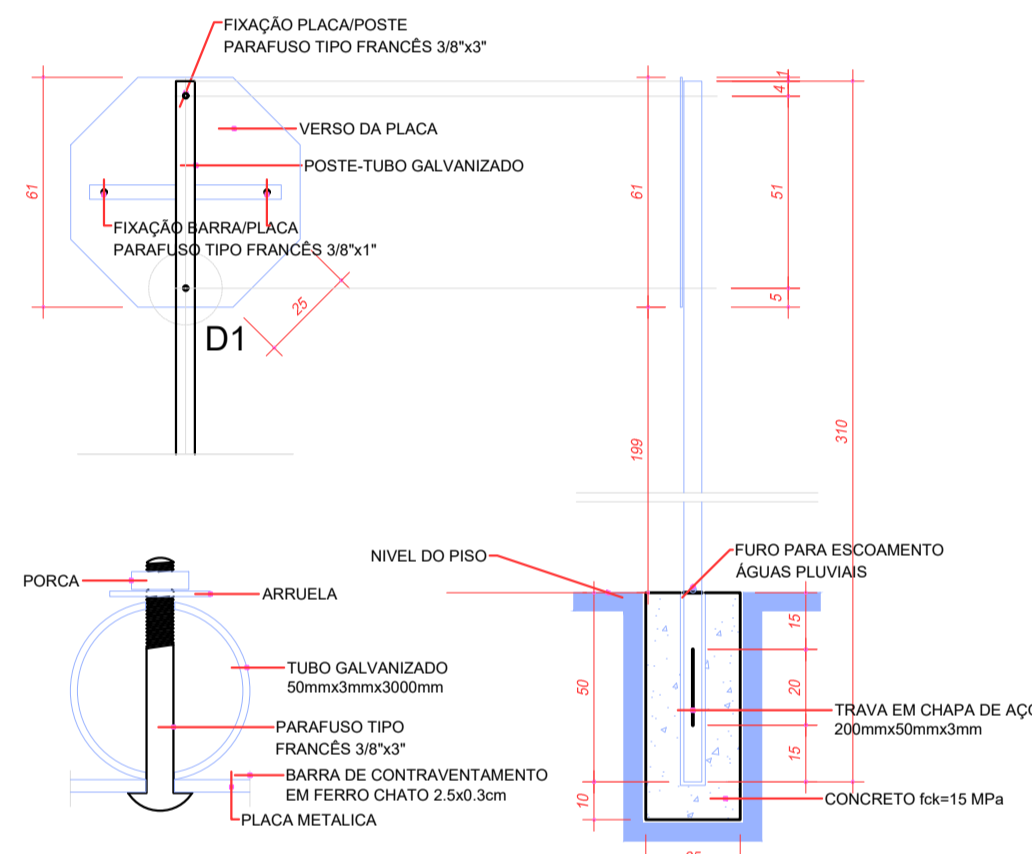 FIXAÇÃO PLACA/POSTE
PARAFUSO TIPO FRANCÊS 3/8"x3"
VERSO DA PLACA
POSTE-TUBO GALVANIZADO
FIXAÇÃO BARRA/PLACA
PARAFUSO TIPO FRANCÊS 3/8"x1"
61
25
D1
61
199
1
4
51
5
310
NIVEL DO PISO
FURO PARA ESCOAMENTO
ÁGUAS PLUVIAIS
PORCA
ARRUELA
TUBO GALVANIZADO
50mmx3mmx3000mm
PARAFUSO TIPO
FRANCÊS 3/8"x3"
BARRA DE CONTRAVENTAMENTO
EM FERRO CHATO 2.5x0.3cm
PLACA METALICA
50
10
15
20
15
TRAVA EM CHAPA DE AÇO
200mmx50mmx3mm
CONCRETO fck=15 MPa